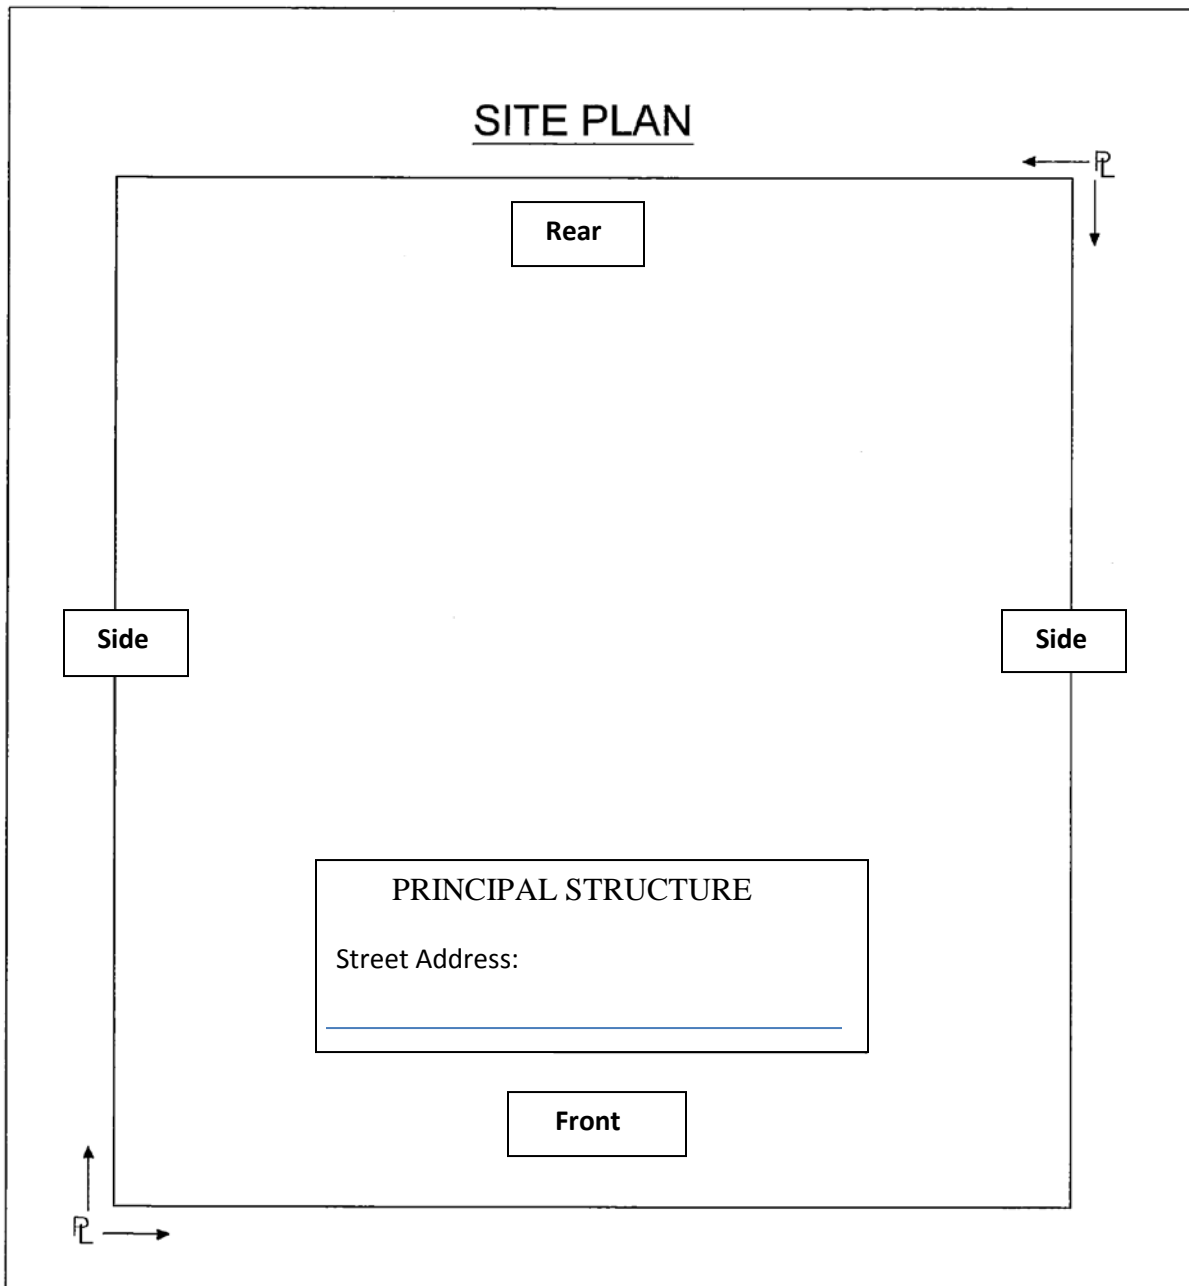 SITE PLAN
PL
Rear
Side
Side
PRINCIPAL STRUCTURE
Street Address:
Front
PL